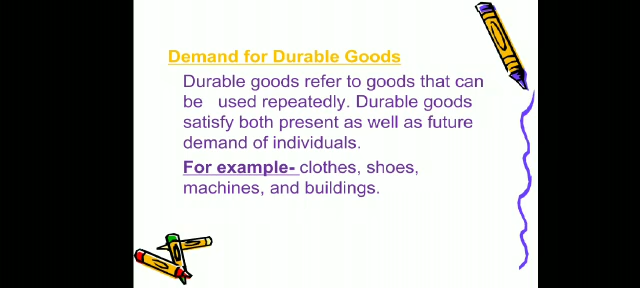 Demand for Durable Goods
Durable goods refer to goods that can
be used repeatedly. Durable goods
satisfy both present as well as future
demand of individuals.
For example- clothes, shoes,
machines, and buildings.